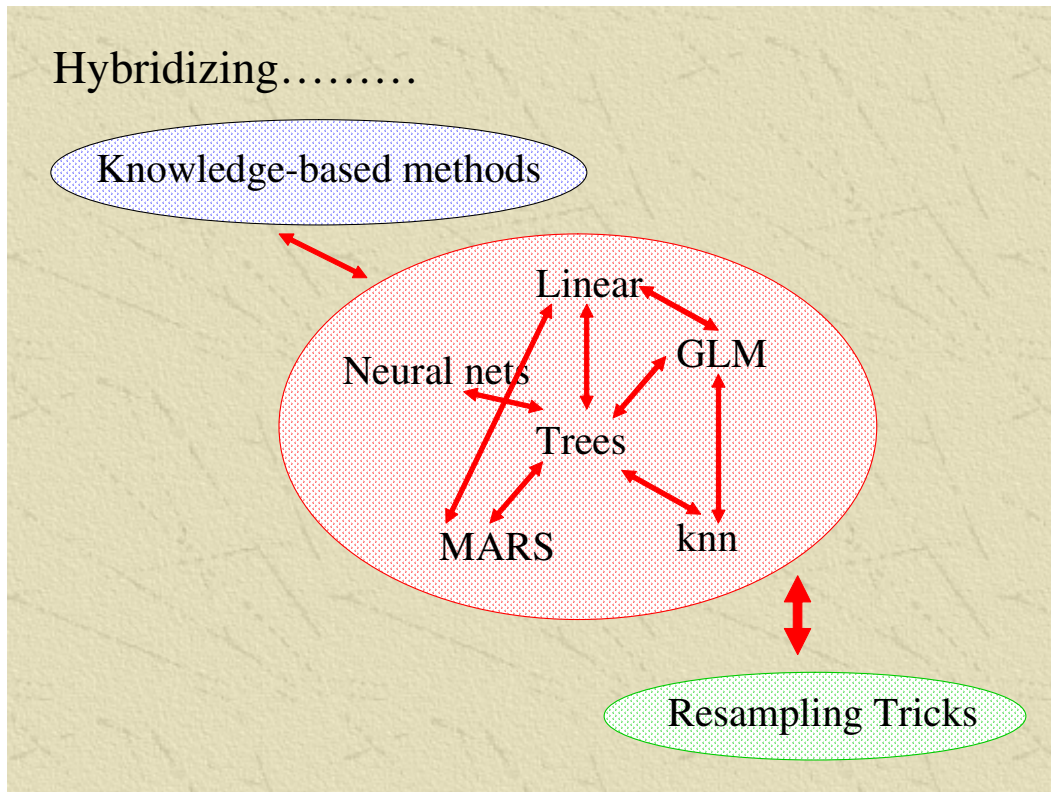 Hybridizing.........
Knowledge-based methods
Linear
GLM
Neural nets
Trees
MARS
knn
Resampling Tricks